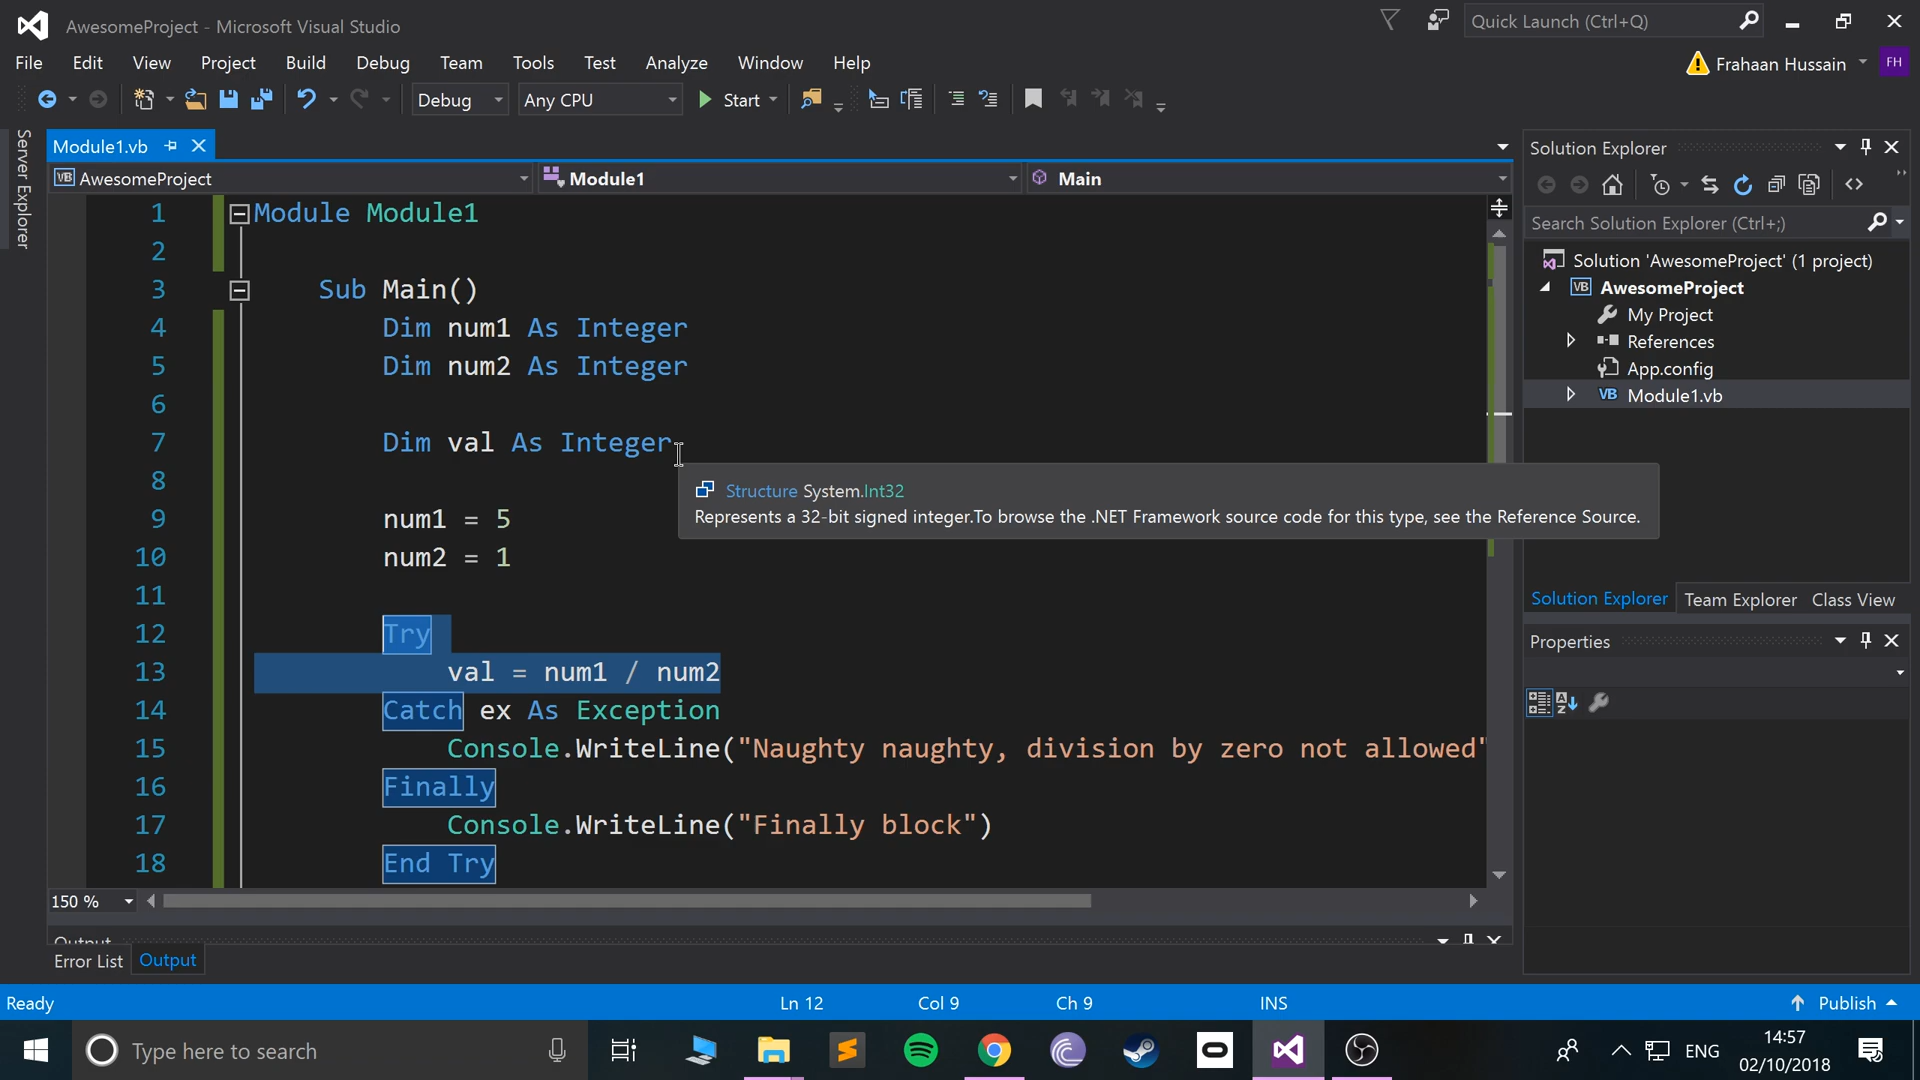 AwesomeProject - Microsoft Visual Studio
Quick Launch (Ctrl+Q)
File Edit View Project Build Debug Team Tools Test Analyze Window Help
Frahaan Hussain FH
Debug Any CPU Start
Server Explorer
Module1.vb
AwesomeProject Module1 Main
1 Module Module1
2
3 Sub Main()
4 Dim num1 As Integer
5 Dim num2 As Integer
6
7 Dim val As Integer
8
9 num1 = 5
10 num2 = 1
11
12 Try
13 val = num1 / num2
14 Catch ex As Exception
15 Console.WriteLine("Naughty naughty, division by zero not allowed"
16 Finally
17 Console.WriteLine("Finally block")
18 End Try
Structure System.Int32
Represents a 32-bit signed integer.To browse the .NET Framework source code for this type, see the Reference Source.
150 %
Output
Error List Output
Solution Explorer
Search Solution Explorer (Ctrl+;)
Solution 'AwesomeProject' (1 project)
VB AwesomeProject
My Project
References
App.config
VB Module1.vb
Solution Explorer Team Explorer Class View
Properties
Ready Ln 12 Col 9 Ch 9 INS Publish
Type here to search
ENG
14:57
02/10/2018